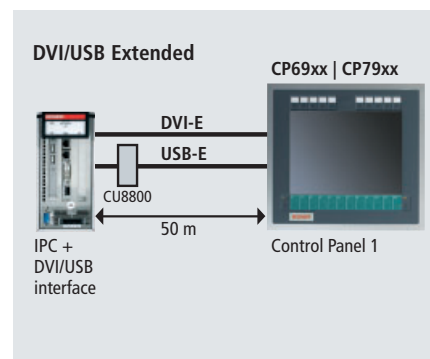 DVI/USB Extended
CP69xx | CP79xx
DVI-E
USB-E
CU8800
50 m
IPC +
DVI/USB
interface
Control Panel 1